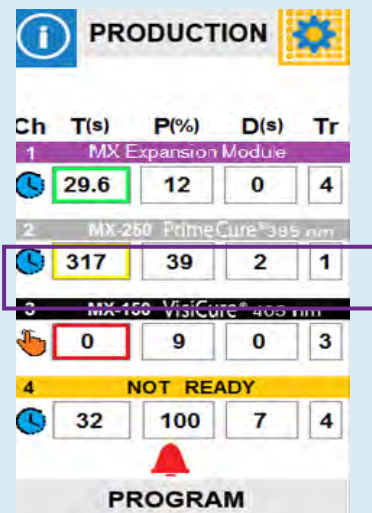 i PRODUCTION
Ch T(s) P(%) D(s) Tr
1 MX Expansion Module
29.6 12 0 4
2 MX-250 PrimeCure® 385 nm
317 39 2 1
3 MX-150 VisiCure® 405 nm
0 9 0 3
4 NOT READY
32 100 7 4
PROGRAM